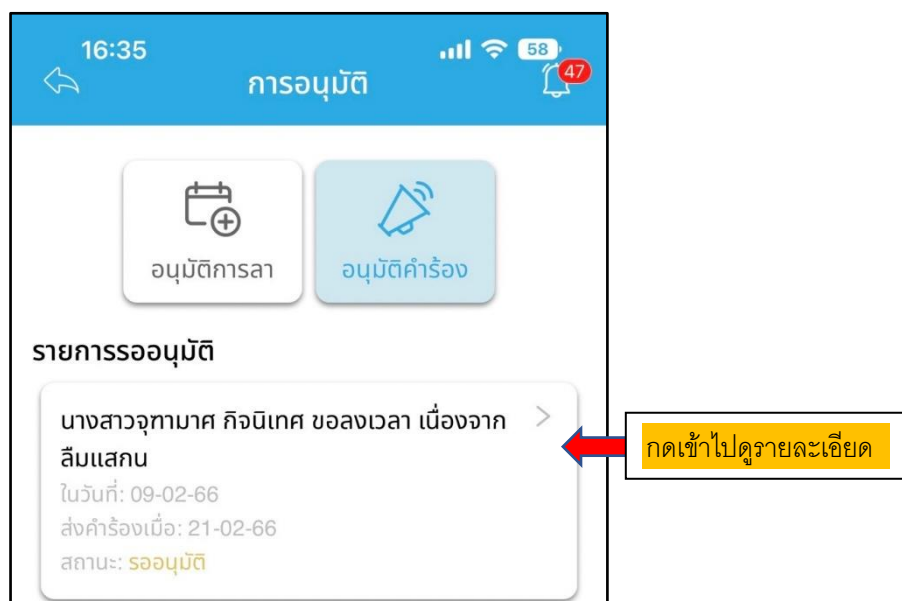 16:35
58
47
การอนุมัติ
อนุมัติการลา
อนุมัติคำร้อง
รายการรออนุมัติ
นางสาวจุฑามาศ กิจนิเทศ ขอลงเวลา เนื่องจาก
ลืมแสกน
ในวันที่: 09-02-66
ส่งคำร้องเมื่อ: 21-02-66
สถานะ: รออนุมัติ
กดเข้าไปดูรายละเอียด